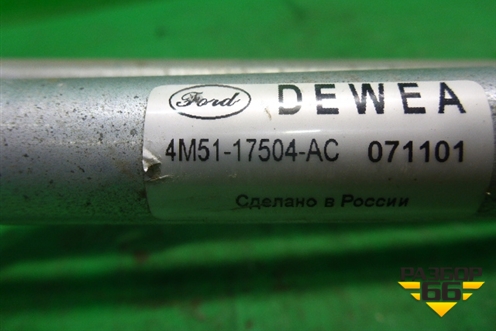 Ford DEWEA
4M51-17504-AC 071101
Сделано в России
РАЗБОР
66